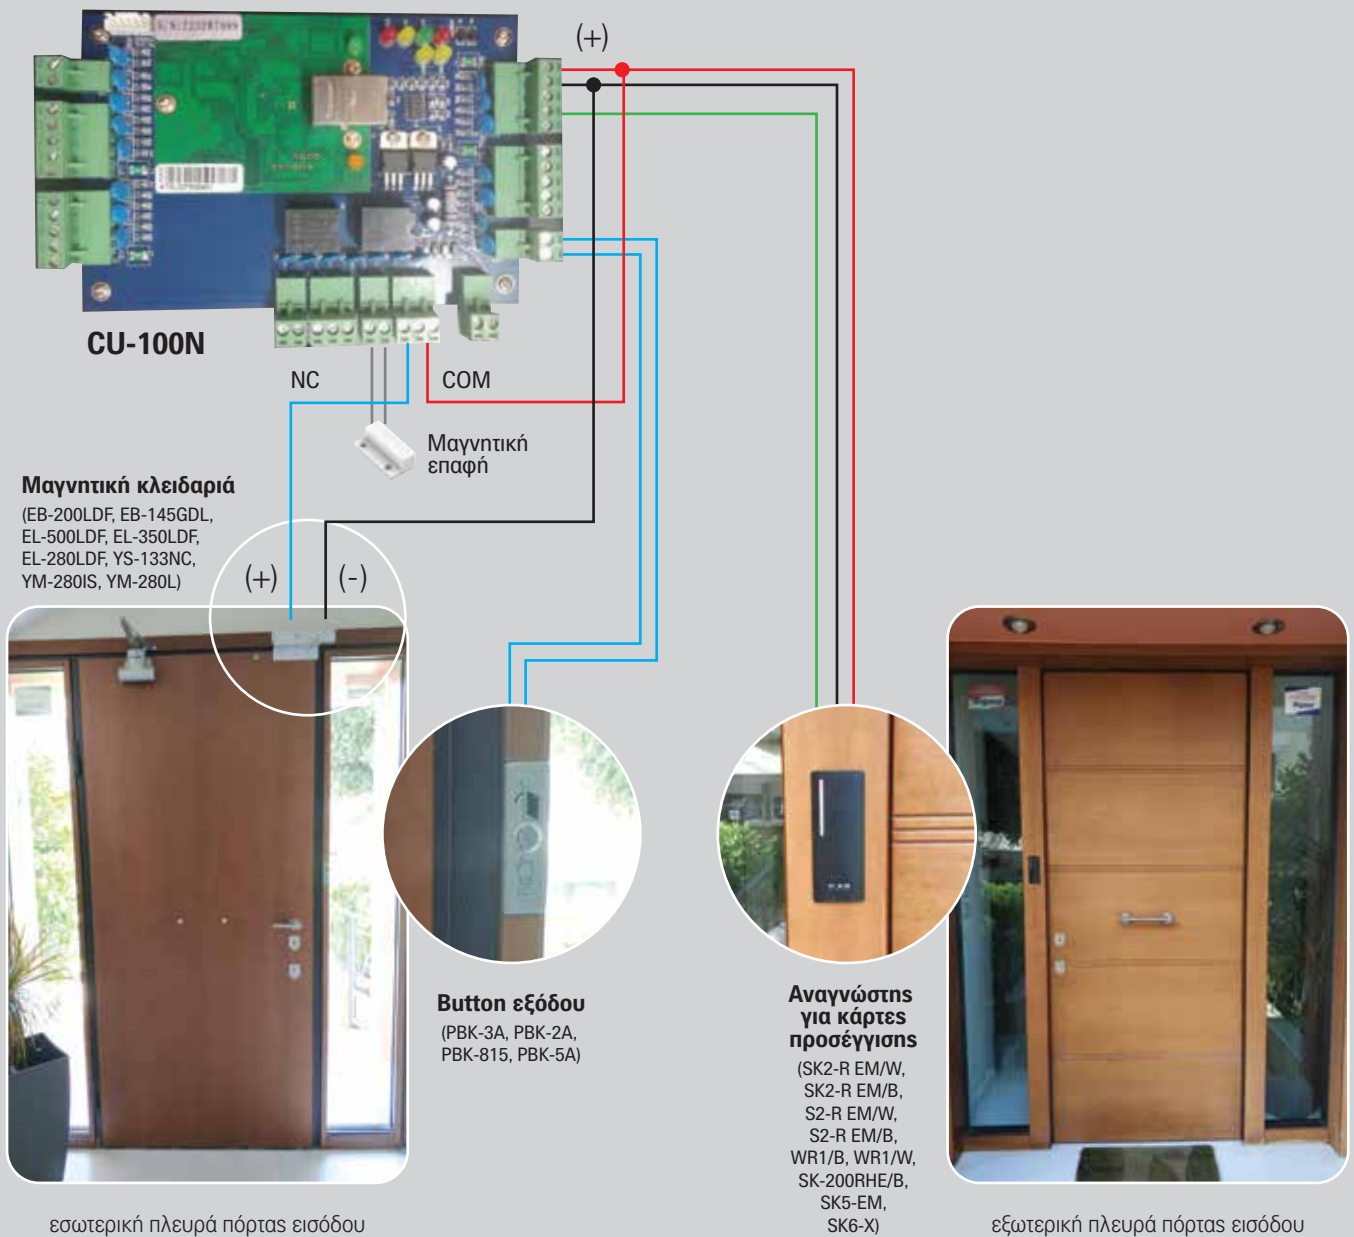 S/N:223287699
(+)
CU-100N
NC
COM
Μαγνητική
επαφή
Μαγνητική κλειδαριά
(EB-200LDF, EB-145GDL,
EL-500LDF, EL-350LDF,
EL-280LDF, YS-133NC,
YM-280IS, YM-280L)
(+)
(-)
Button εξόδου
(PBK-3A, PBK-2A,
PBK-815, PBK-5A)
Αναγνώστης
για κάρτες
προσέγγισης
(SK2-R EM/W,
SK2-R EM/B,
S2-R EM/W,
S2-R EM/B,
WR1/B, WR1/W,
SK-200RHE/B,
SK5-EM,
SK6-X)
εσωτερική πλευρά πόρτας εισόδου
εξωτερική πλευρά πόρτας εισόδου